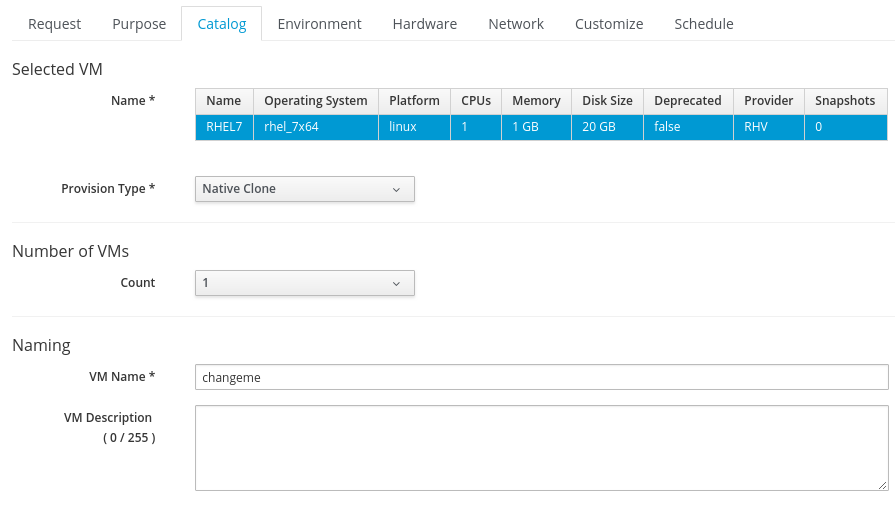 Request Purpose Catalog Environment Hardware Network Customize Schedule
Selected VM
Name *
Name Operating System Platform CPUs Memory Disk Size Deprecated Provider Snapshots
RHEL7 rhel_7x64 linux 1 1 GB 20 GB false RHV 0
Provision Type * Native Clone
Number of VMs
Count 1
Naming
VM Name * changeme
VM Description
( 0 / 255 )